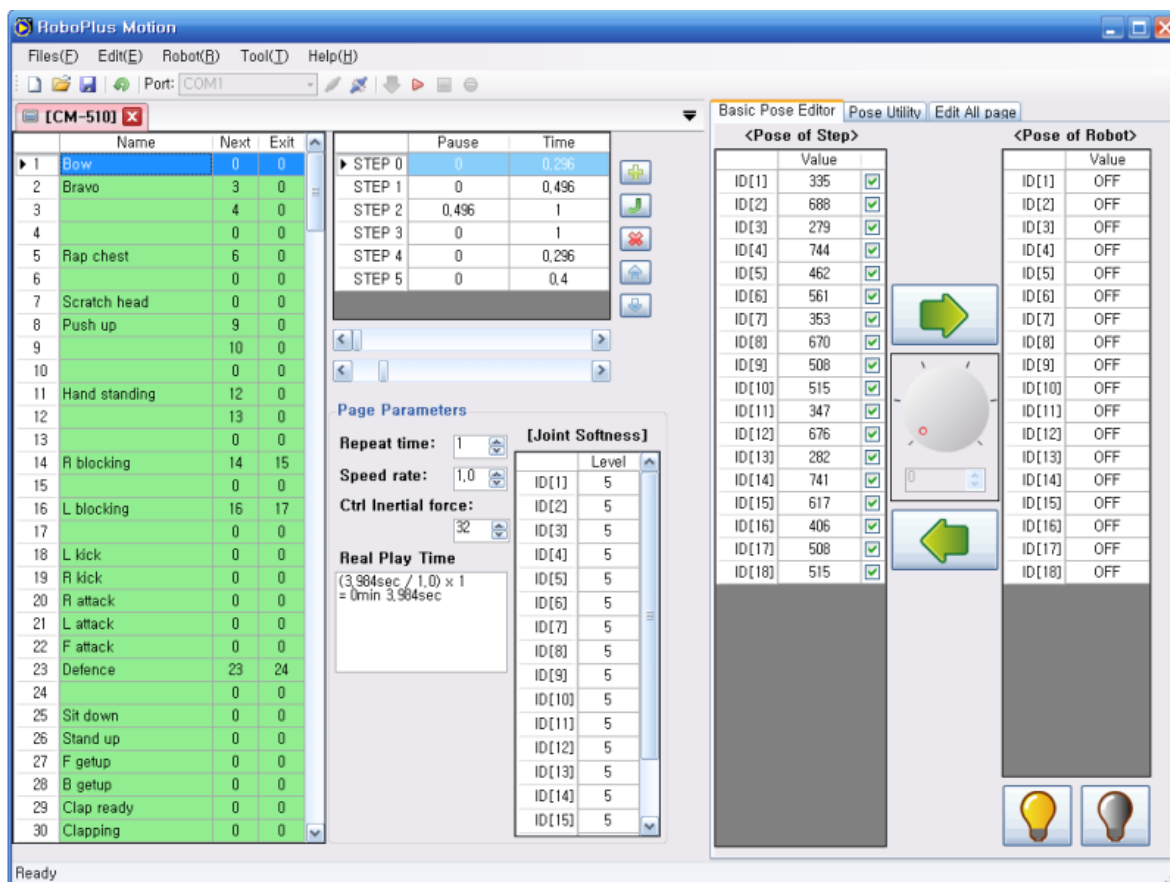 RoboPlus Motion
Files(F) Edit(E) Robot(R) Tool(T) Help(H)
Port: COM1
[CM-510]
Name Next Exit
1 Bow 0 0
2 Bravo 3 0
3 4 0
4 0 0
5 Rap chest 6 0
6 0 0
7 Scratch head 0 0
8 Push up 9 0
9 10 0
10 0 0
11 Hand standing 12 0
12 13 0
13 0 0
14 R blocking 14 15
15 0 0
16 L blocking 16 17
17 0 0
18 L kick 0 0
19 R kick 0 0
20 R attack 0 0
21 L attack 0 0
22 F attack 0 0
23 Defence 23 24
24 0 0
25 Sit down 0 0
26 Stand up 0 0
27 F getup 0 0
28 B getup 0 0
29 Clap ready 0 0
30 Clapping 0 0
Pause Time
STEP 0 0 0,296
STEP 1 0 0,496
STEP 2 0,496 1
STEP 3 0 1
STEP 4 0 0,296
STEP 5 0 0,4
Page Parameters
Repeat time: 1
Speed rate: 1,0
Ctrl Inertial force:
32
Real Play Time
(3,984sec / 1,0) x 1
= 0min 3,984sec
[Joint Softness]
Level
ID[1] 5
ID[2] 5
ID[3] 5
ID[4] 5
ID[5] 5
ID[6] 5
ID[7] 5
ID[8] 5
ID[9] 5
ID[10] 5
ID[11] 5
ID[12] 5
ID[13] 5
ID[14] 5
ID[15] 5
Basic Pose Editor Pose Utility Edit All page
<Pose of Step>
Value
ID[1] 335
ID[2] 688
ID[3] 279
ID[4] 744
ID[5] 462
ID[6] 561
ID[7] 353
ID[8] 670
ID[9] 508
ID[10] 515
ID[11] 347
ID[12] 676
ID[13] 282
ID[14] 741
ID[15] 617
ID[16] 406
ID[17] 508
ID[18] 515
0
<Pose of Robot>
Value
ID[1] OFF
ID[2] OFF
ID[3] OFF
ID[4] OFF
ID[5] OFF
ID[6] OFF
ID[7] OFF
ID[8] OFF
ID[9] OFF
ID[10] OFF
ID[11] OFF
ID[12] OFF
ID[13] OFF
ID[14] OFF
ID[15] OFF
ID[16] OFF
ID[17] OFF
ID[18] OFF
Ready